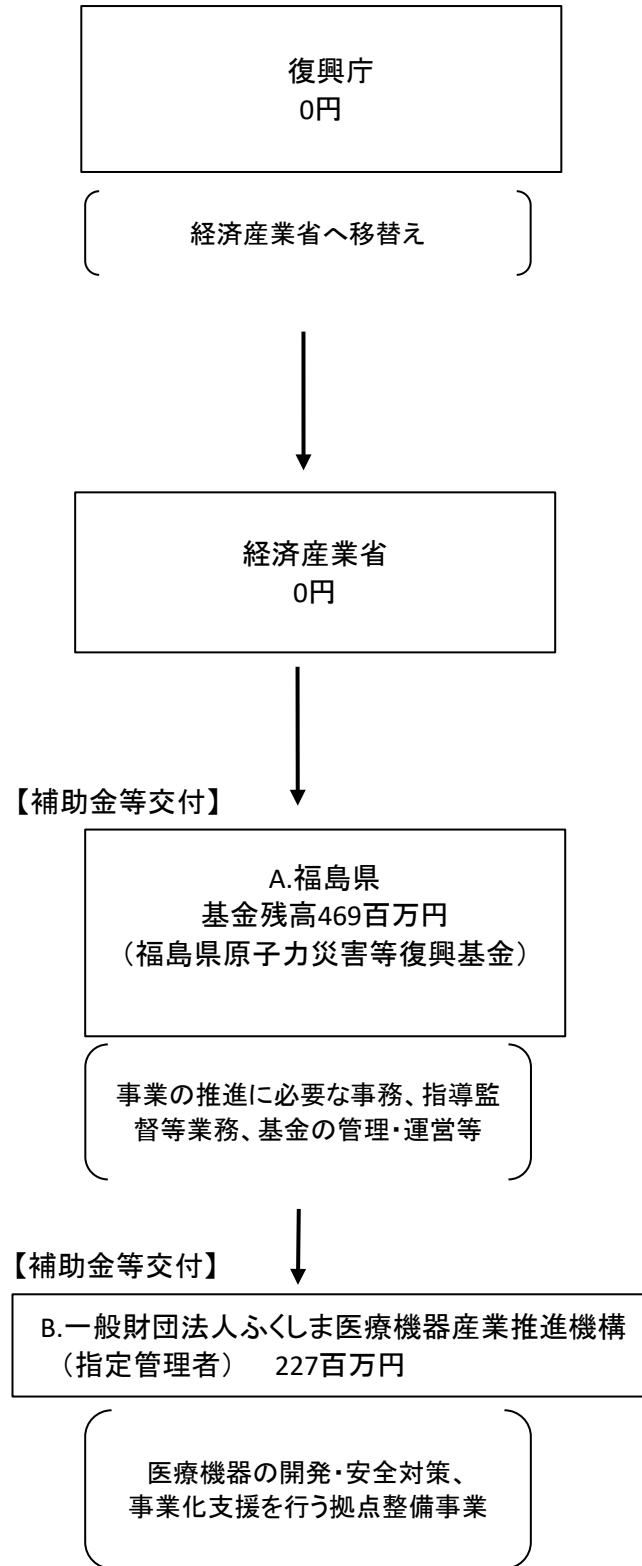 復興庁
0円
経済産業省へ移替え
経済産業省
0円
【補助金等交付】
A.福島県
基金残高469百万円
（福島県原子力災害等復興基金）
事業の推進に必要な事務、指導監
督等業務、基金の管理・運営等
【補助金等交付】
B.一般財団法人ふくしま医療機器産業推進機構
（指定管理者）　227百万円
医療機器の開発・安全対策、
事業化支援を行う拠点整備事業